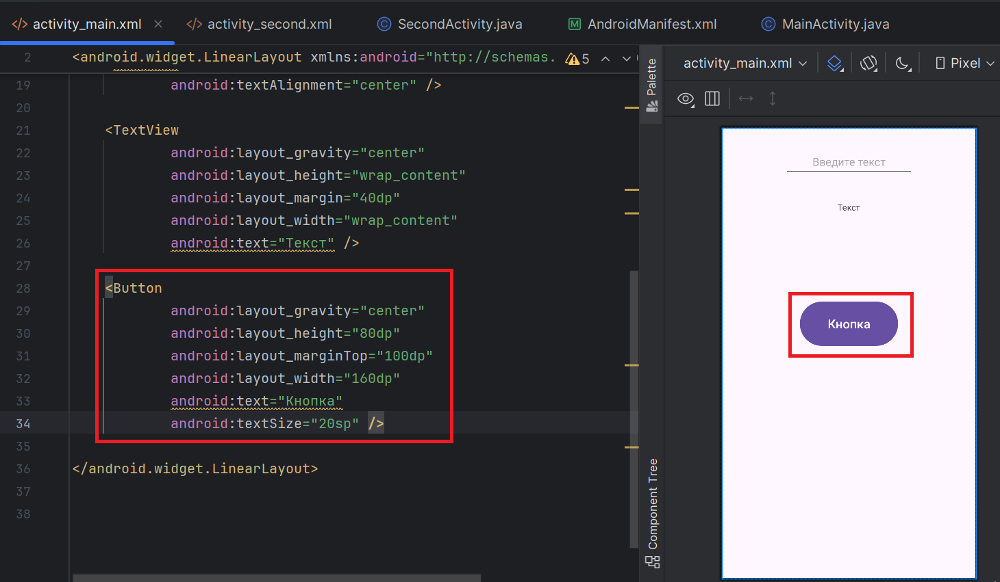 activity_main.xml
activity_second.xml
SecondActivity.java
AndroidManifest.xml
MainActivity.java
2 <android.widget.LinearLayout xmlns:android="http://schemas.
5
19 android:textAlignment="center" />
20
21 <TextView
22 android:layout_gravity="center"
23 android:layout_height="wrap_content"
24 android:layout_margin="40dp"
25 android:layout_width="wrap_content"
26 android:text="Текст" />
27
28 <Button
29 android:layout_gravity="center"
30 android:layout_height="80dp"
31 android:layout_marginTop="100dp"
32 android:layout_width="160dp"
33 android:text="Кнопка"
34 android:textSize="20sp" />
35
36 </android.widget.LinearLayout>
37
38
Palette
Component Tree
activity_main.xml
Pixel
Введите текст
Текст
Кнопка